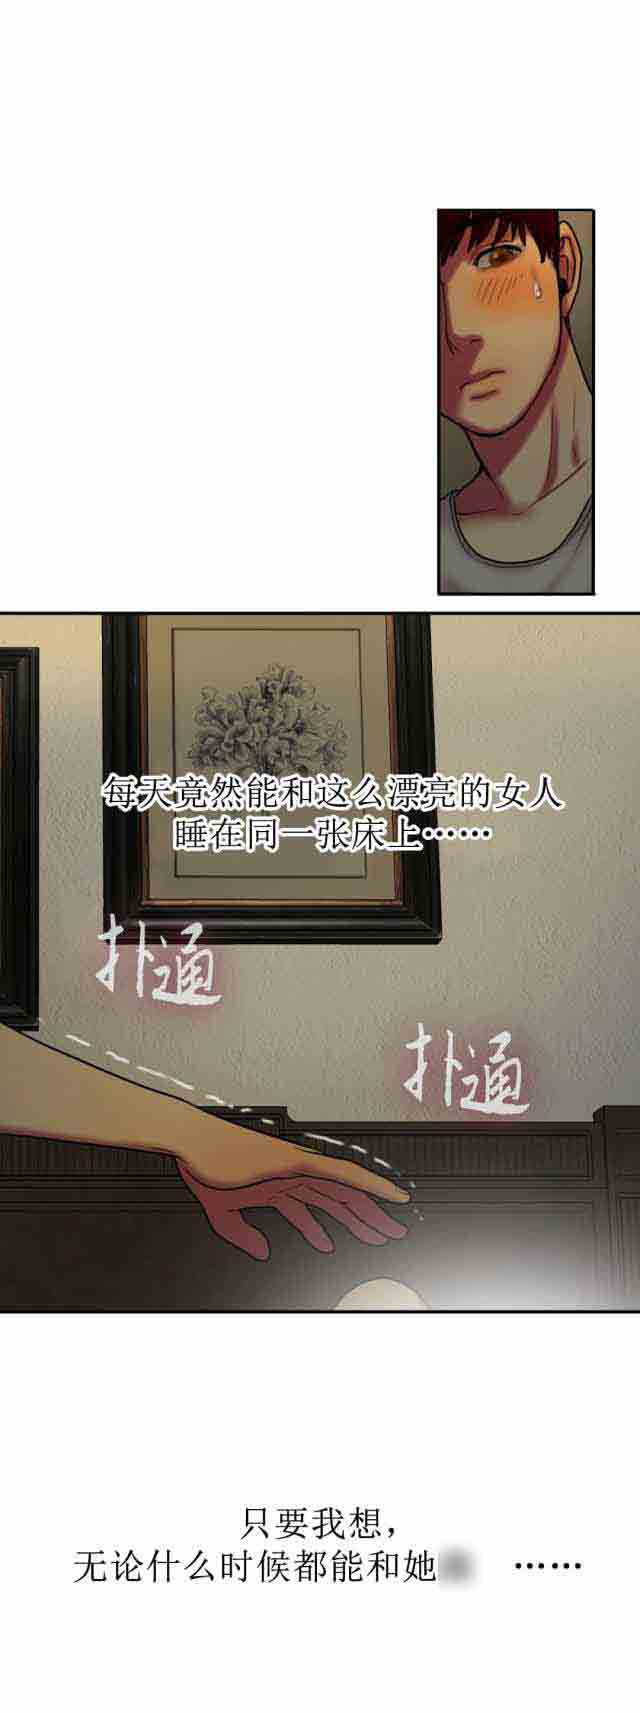 每天竟然能和这么漂亮的女人
睡在同一张床上……
扑通
扑通
只要我想，
无论什么时候都能和她 ……